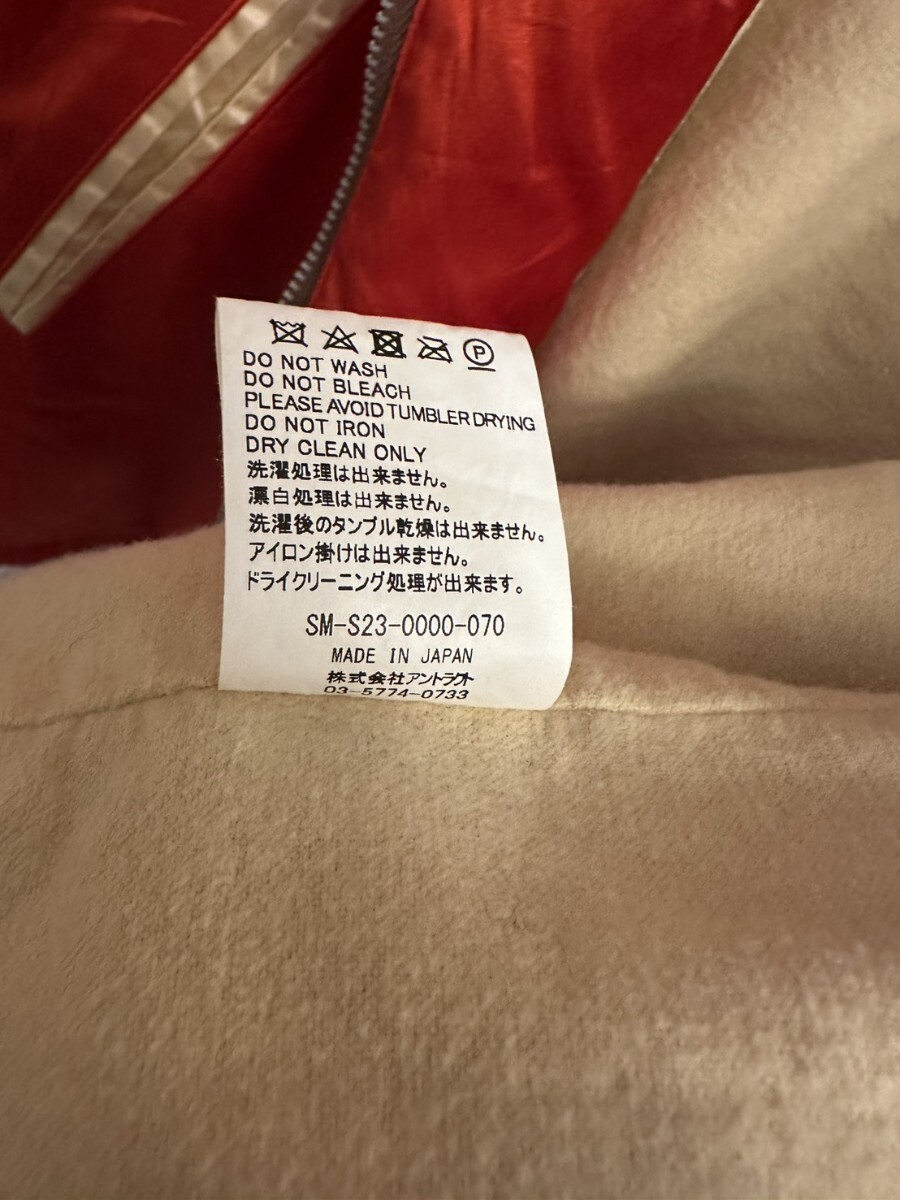 P
DO NOT WASH
DO NOT BLEACH
PLEASE AVOID TUMBLER DRYING
DO NOT IRON
DRY CLEAN ONLY
洗濯処理は出来ません。
漂白処理は出来ません。
洗濯後のタンブル乾燥は出来ません。
アイロン掛けは出来ません。
ドライクリーニング処理が出来ます。
SM-S23-0000-070
MADE IN JAPAN
株式会社アントラクト
03-5774-0733